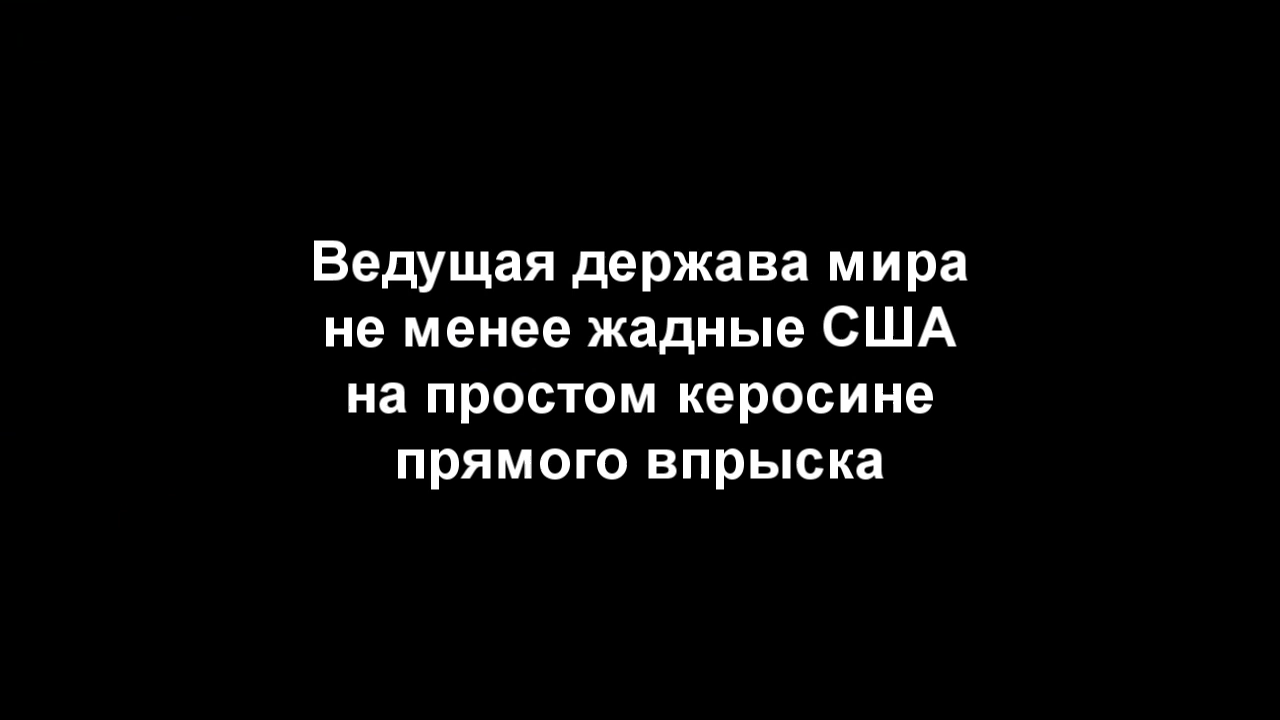 Ведущая держава мира
не менее жадные США
на простом керосине
прямого впрыска